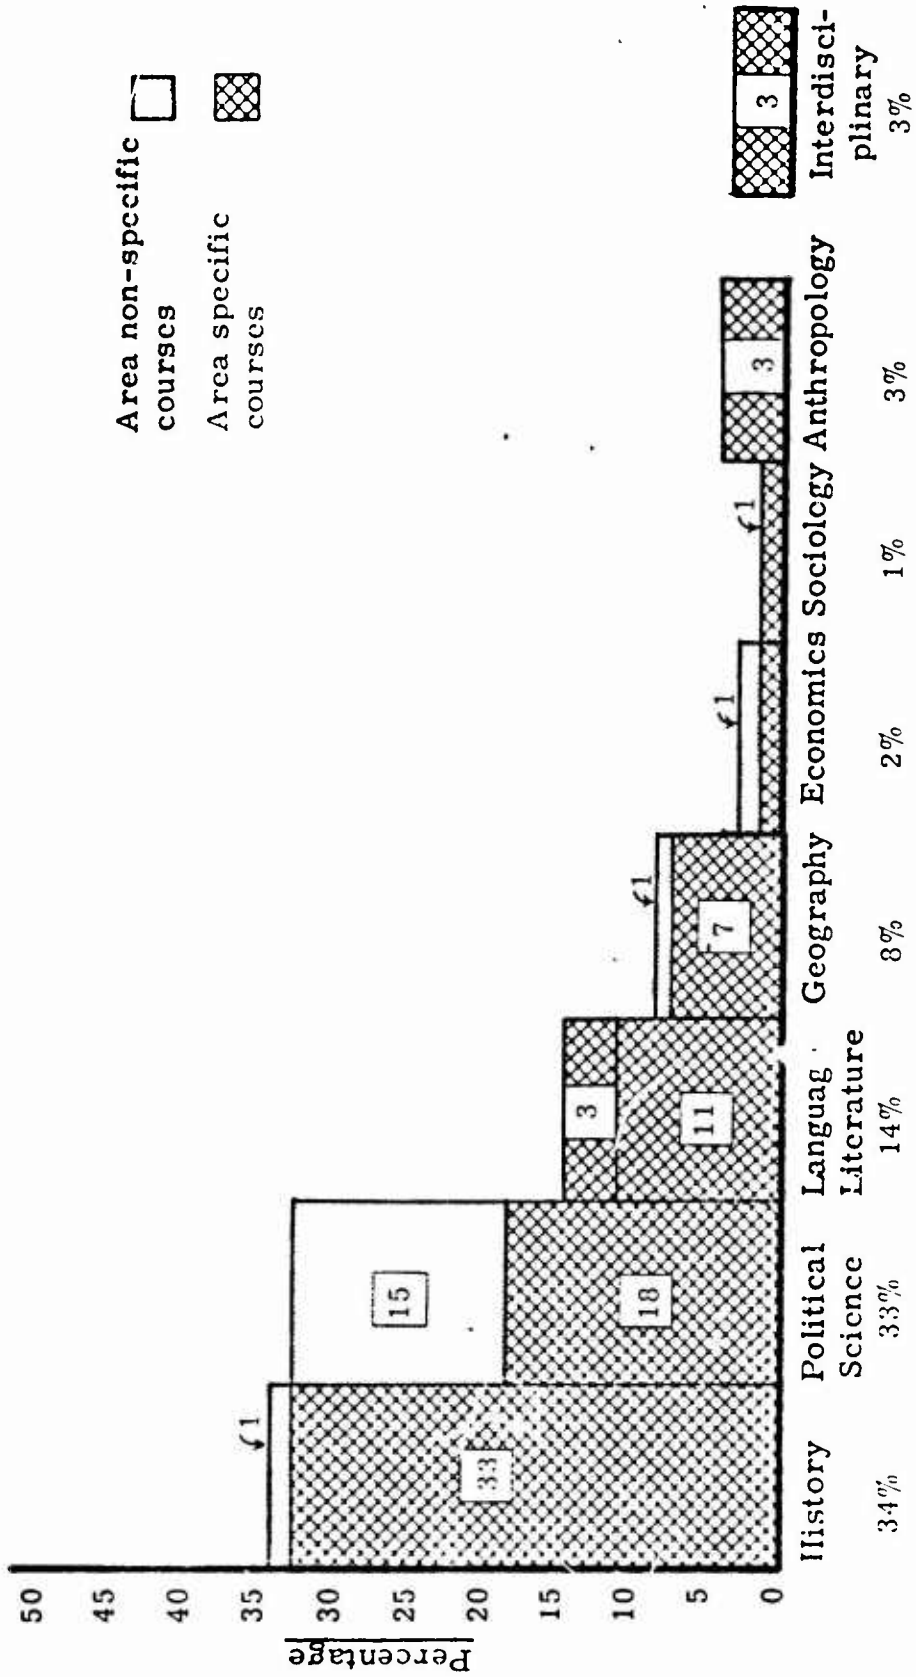 Area non-specific
courses
Area specific
courses
Percentage
50
45
40
35
30
25
20
15
10
5
0
1
33
15
18
3
11
1
7
1
1
3
3
History
Political
Science
Languag
Literature
Geography
Economics
Sociology
Anthropology
Interdisci-
plinary
34%
33%
14%
8%
2%
1%
3%
3%